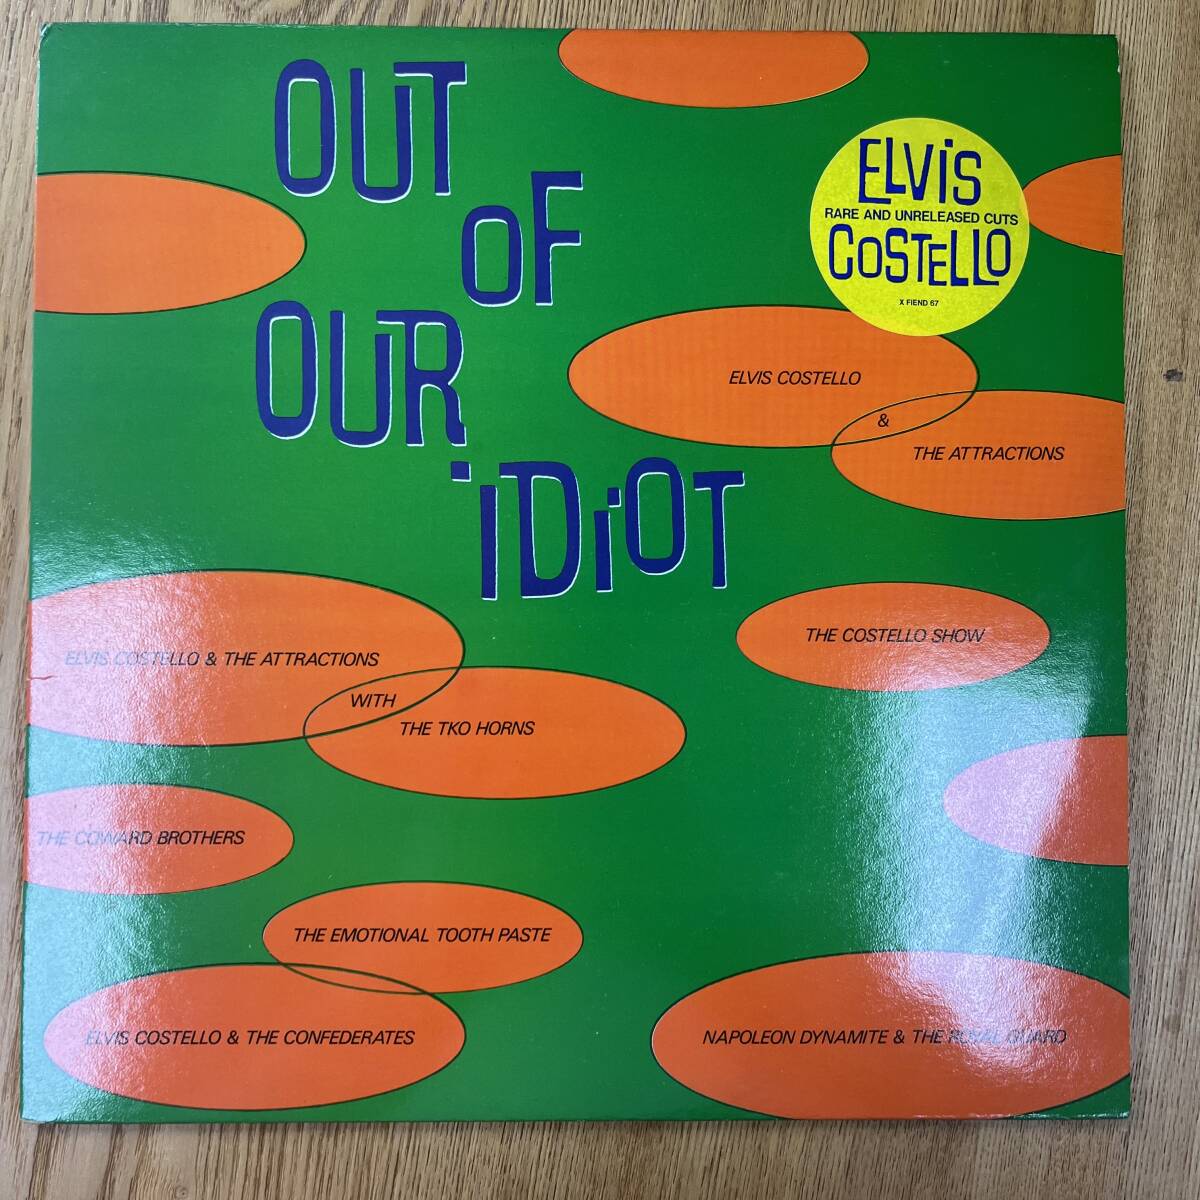 OUT
OF
OUR
iDiOT
ELViS
RARE AND UNRELEASED CUTS
COSTELLO
X FIEND 67
ELVIS COSTELLO
&
THE ATTRACTIONS
THE COSTELLO SHOW
ELVIS COSTELLO & THE ATTRACTIONS
WITH
THE TKO HORNS
THE COWARD BROTHERS
THE EMOTIONAL TOOTH PASTE
ELVIS COSTELLO & THE CONFEDERATES
NAPOLEON DYNAMITE & THE ROYAL GUARD